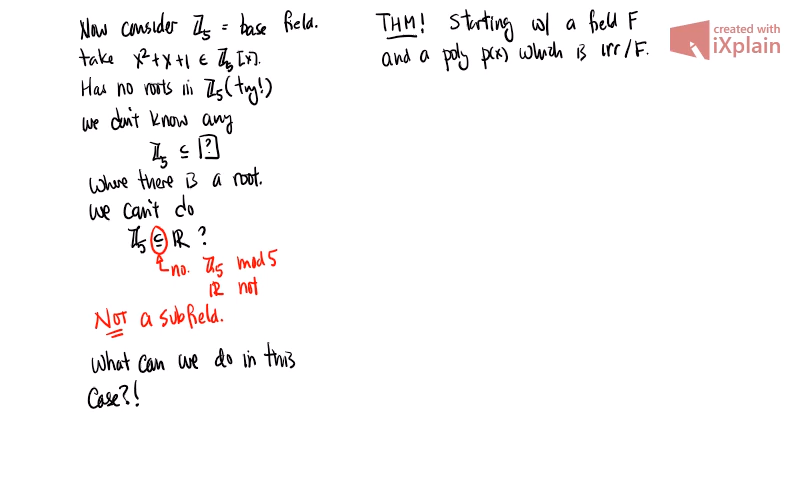 Now consider ℤ₅ = base field.
take x²+x+1 ∈ ℤ₅[x].
Has no roots in ℤ₅ (try!)
we don't know any
ℤ₅ ⊆ ?
where there is a root.
we can't do
ℤ₅ ⊆ ℝ ?
no. ℤ₅ mod 5
ℝ not
NOT a subfield.
What can we do in this
case?!
THM! Starting w/ a field F
and a poly p(x) which is irr/F.
created with
iXplain